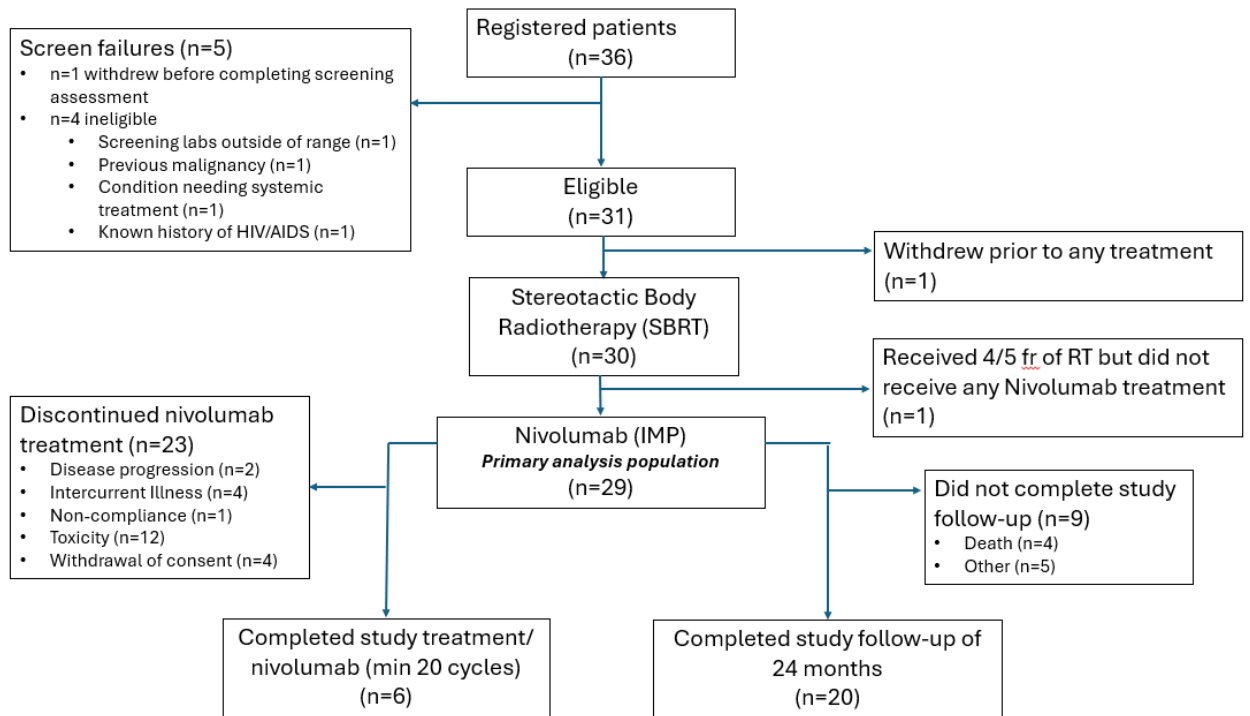 Registered patients
(n=36)
Screen failures (n=5)
• n=1 withdrew before completing screening
assessment
• n=4 ineligible
• Screening labs outside of range (n=1)
• Previous malignancy (n=1)
• Condition needing systemic
treatment (n=1)
• Known history of HIV/AIDS (n=1)
Eligible
(n=31)
Withdrew prior to any treatment
(n=1)
Stereotactic Body
Radiotherapy (SBRT)
(n=30)
Received 4/5 fr of RT but did not
receive any Nivolumab treatment
(n=1)
Nivolumab (IMP)
Primary analysis population
(n=29)
Discontinued nivolumab
treatment (n=23)
• Disease progression (n=2)
• Intercurrent Illness (n=4)
• Non-compliance (n=1)
• Toxicity (n=12)
• Withdrawal of consent (n=4)
Did not complete study
follow-up (n=9)
• Death (n=4)
• Other (n=5)
Completed study treatment/
nivolumab (min 20 cycles)
(n=6)
Completed study follow-up of
24 months
(n=20)